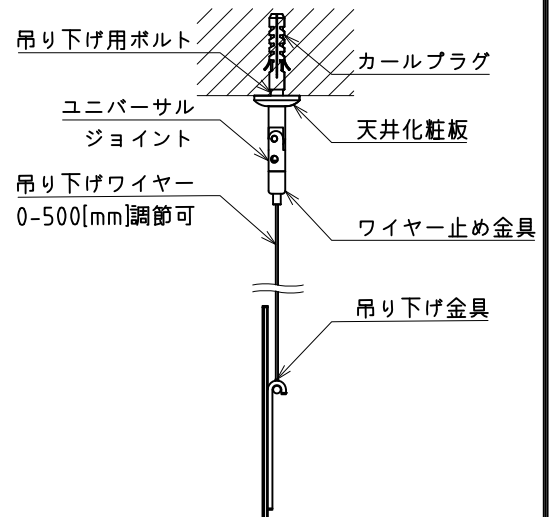 吊り下げ用ボルト
カールプラグ
ユニバーサル
ジョイント
天井化粧板
吊り下げワイヤー
0-500[mm]調節可
ワイヤー止め金具
吊り下げ金具